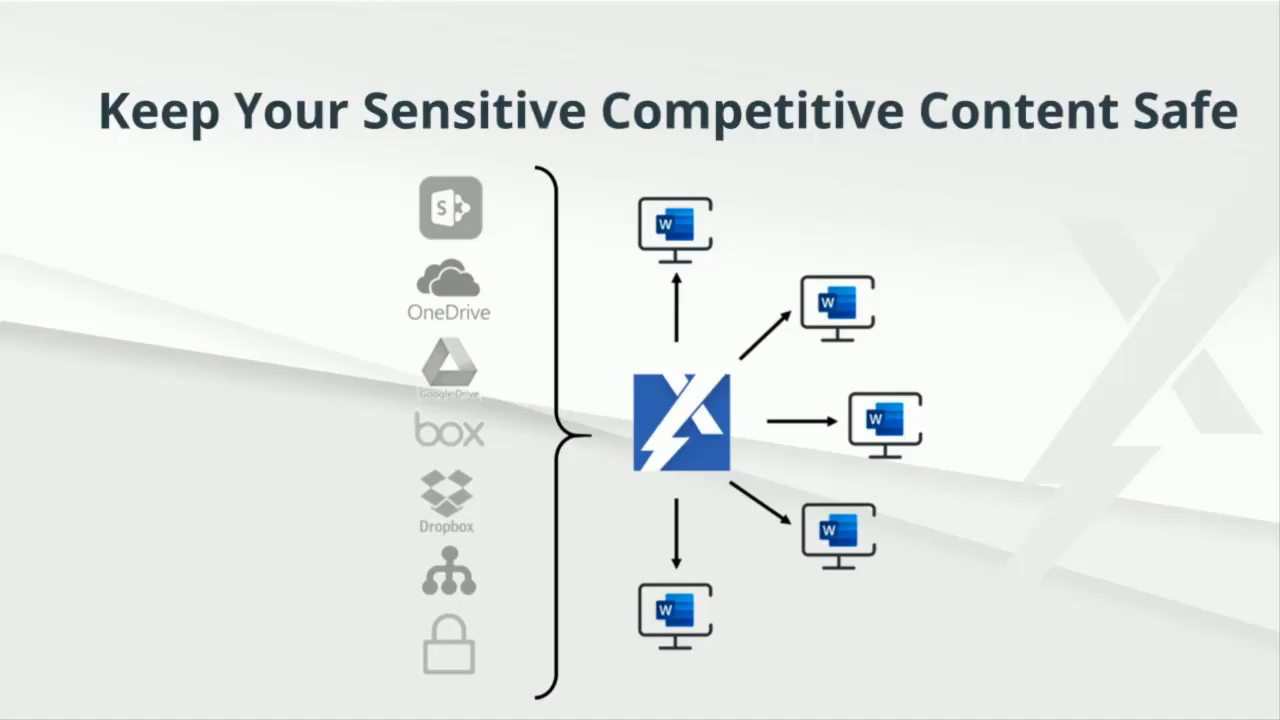 Keep Your Sensitive Competitive Content Safe
S
OneDrive
Google Drive
box
Dropbox
W
W
W
W
W